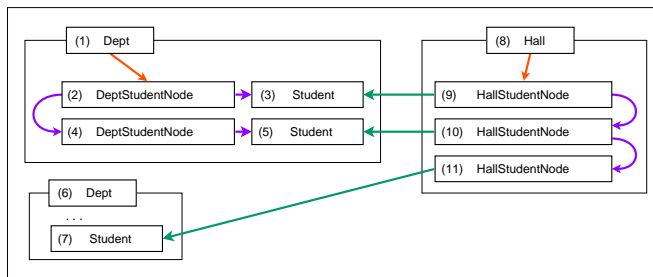 (1) Dept
(8) Hall
(2) DeptStudentNode
(3) Student
(9) HallStudentNode
(4) DeptStudentNode
(5) Student
(10) HallStudentNode
(11) HallStudentNode
(6) Dept
. . .
(7) Student